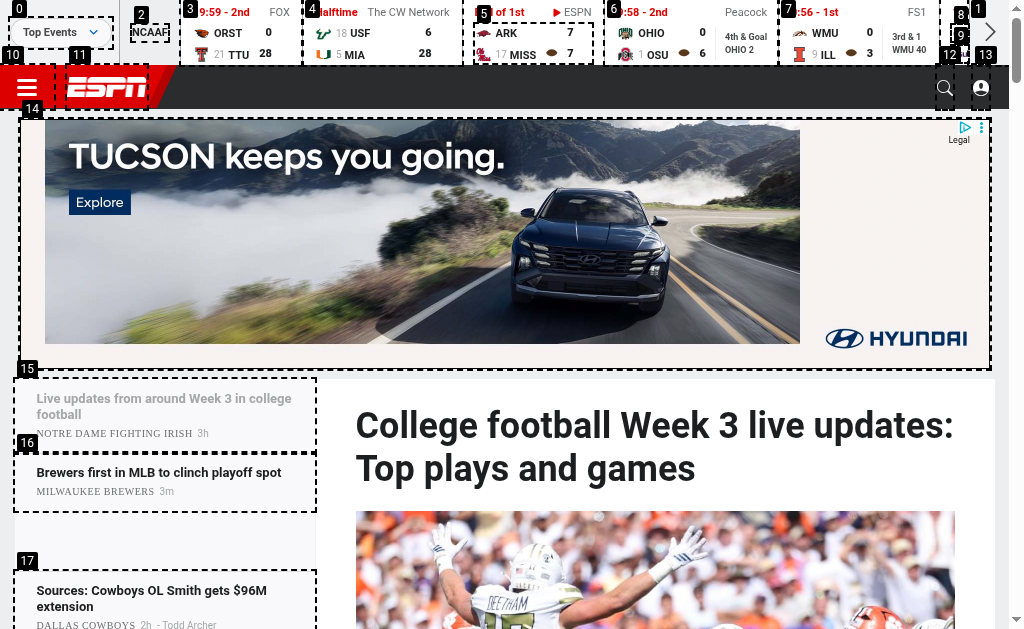 0
2
3
4
5
6
7
8
1
Top Events
NCAAF
9:59 - 2nd
FOX
ORST
0
21 TTU
28
Halftime
The CW Network
18 USF
6
5 MIA
28
of 1st
ESPN
ARK
7
17 MISS
7
:58 - 2nd
Peacock
OHIO
0
1 OSU
6
4th & Goal
OHIO 2
:56 - 1st
FS1
WMU
0
9 ILL
3
3rd & 1
WMU 40
9
10
11
12
13
ESPN
14
TUCSON keeps you going.
Explore
Legal
HYUNDAI
15
Live updates from around Week 3 in college
football
NOTRE DAME FIGHTING IRISH 3h
16
Brewers first in MLB to clinch playoff spot
MILWAUKEE BREWERS 3m
17
Sources: Cowboys OL Smith gets $96M
extension
DALLAS COWBOYS 2h - Todd Archer
College football Week 3 live updates:
Top plays and games
DEETHAM